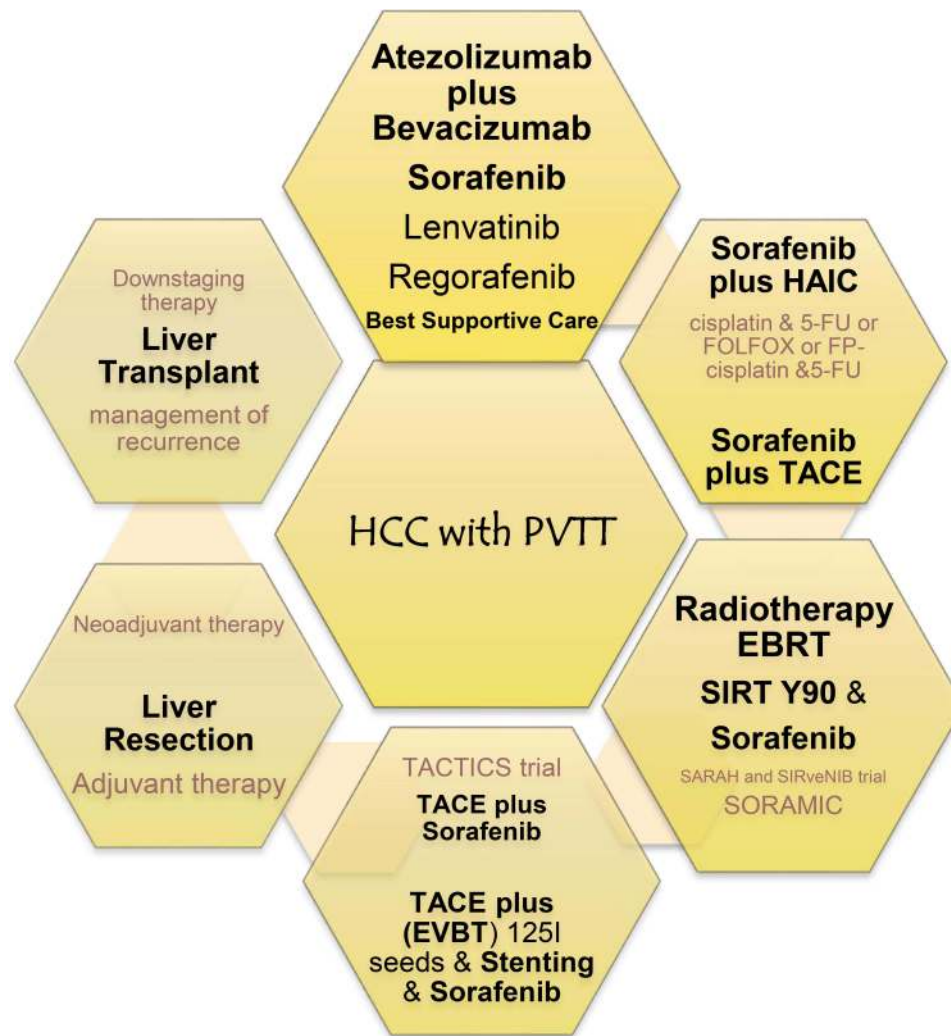 Atezolizumab
plus
Bevacizumab
Sorafenib
Lenvatinib
Regorafenib
Best Supportive Care
Sorafenib
plus HAIC
cisplatin & 5-FU or
FOLFOX or FP-
cisplatin &5-FU
Sorafenib
plus TACE
Radiotherapy
EBRT
SIRT Y90 &
Sorafenib
SARAH and SIRveNIB trial
SORAMIC
TACTICS trial
TACE plus
Sorafenib
TACE plus
(EVBT) 125I
seeds & Stenting
& Sorafenib
Neoadjuvant therapy
Liver
Resection
Adjuvant therapy
Downstaging
therapy
Liver
Transplant
management of
recurrence
HCC with PVTT